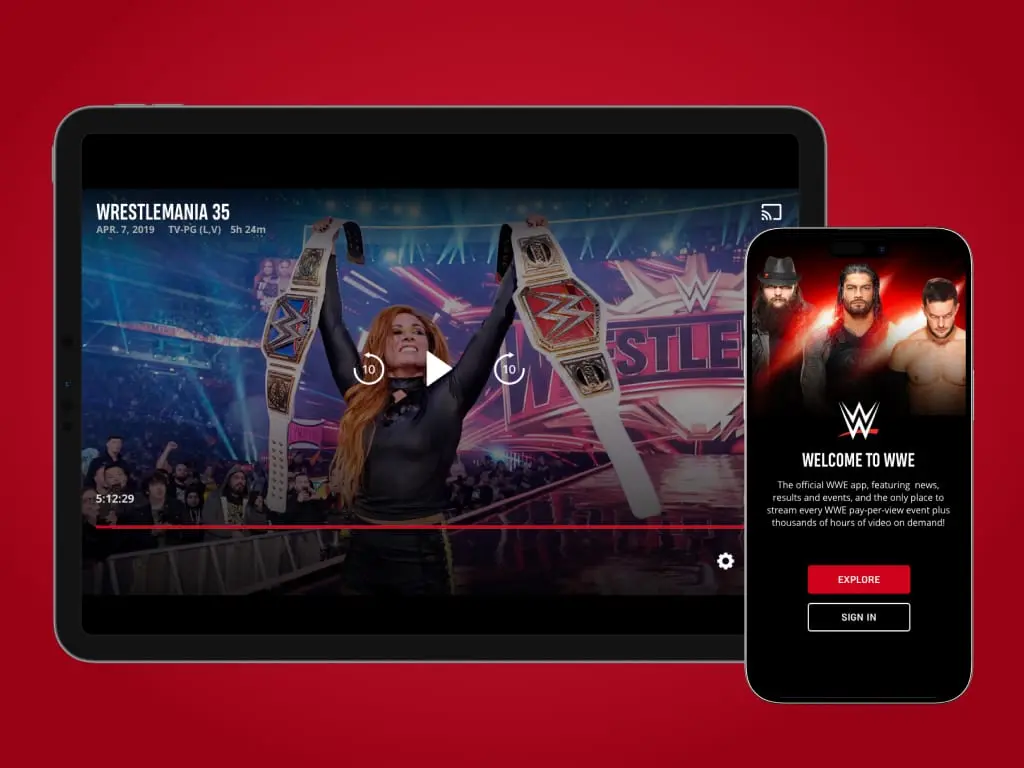 WRESTLEMANIA 35
APR. 7, 2019 TV-PG (L,V) 5h 24m
10
10
W
ESTLE
5:12:29
W
WELCOME TO WWE
The official WWE app, featuring news,
results and events, and the only place to
stream every WWE pay-per-view event plus
thousands of hours of video on demand!
EXPLORE
SIGN IN